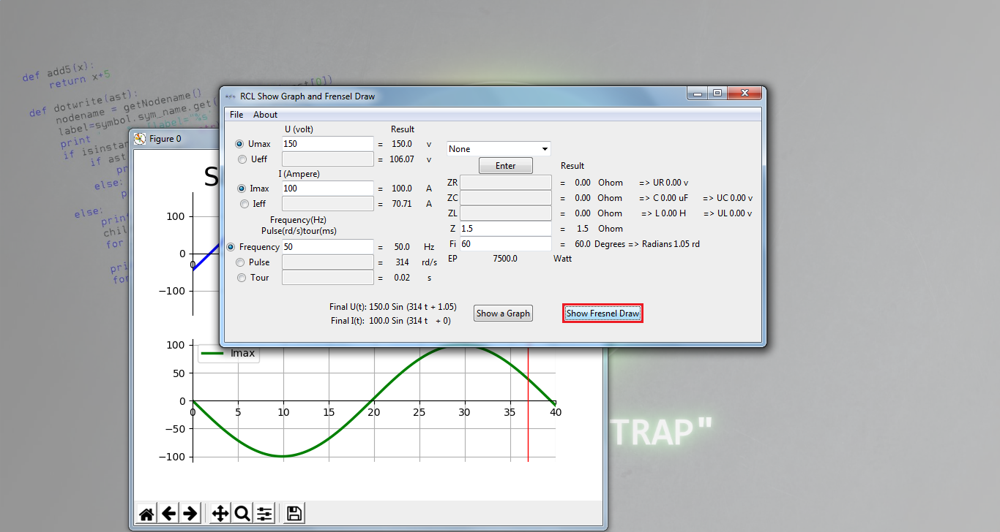 def add5(x):
return x+5
def dotwrite(ast):
nodename = getNodename()
label=symbol.sym_name.get(
print
if isinstan
if ast
pr
else:
p
else:
print
chil
for
pri
for
[label="%s
[0])
RCL Show Graph and Frensel Draw
File About
U (volt) Result
Umax 150 = 150.0 v
Ueff = 106.07 v
I (Ampere)
Imax 100 = 100.0 A
Ieff = 70.71 A
Frequency(Hz)
Pulse(rd/s)tour(ms)
Frequency 50 = 50.0 Hz
Pulse = 314 rd/s
Tour = 0.02 s
None
Enter Result
ZR = 0.00 Ohom => UR 0.00 v
ZC = 0.00 Ohom => C 0.00 uF => UC 0.00 v
ZL = 0.00 Ohom => L 0.00 H => UL 0.00 v
Z 1.5 = 1.5 Ohom
Fi 60 = 60.0 Degrees => Radians 1.05 rd
EP 7500.0 Watt
Final U(t): 150.0 Sin (314 t + 1.05)
Final I(t): 100.0 Sin (314 t + 0)
Show a Graph
Show Fresnel Draw
Figure 0
S
100
0
0
−100
100
50
0
−50
−100
Imax
0 5 10 15 20 25 30 35 40
TRAP"